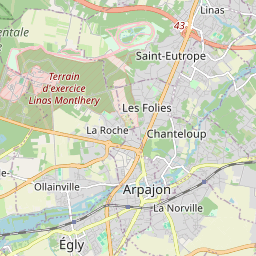 Linas
43
entale
Saint-Eutrope
Terrain
d'exercice
Linas Montlhery
Les Folies
La Roche
Chanteloup
Ollainville
Arpajon
La Norville
Égly
43